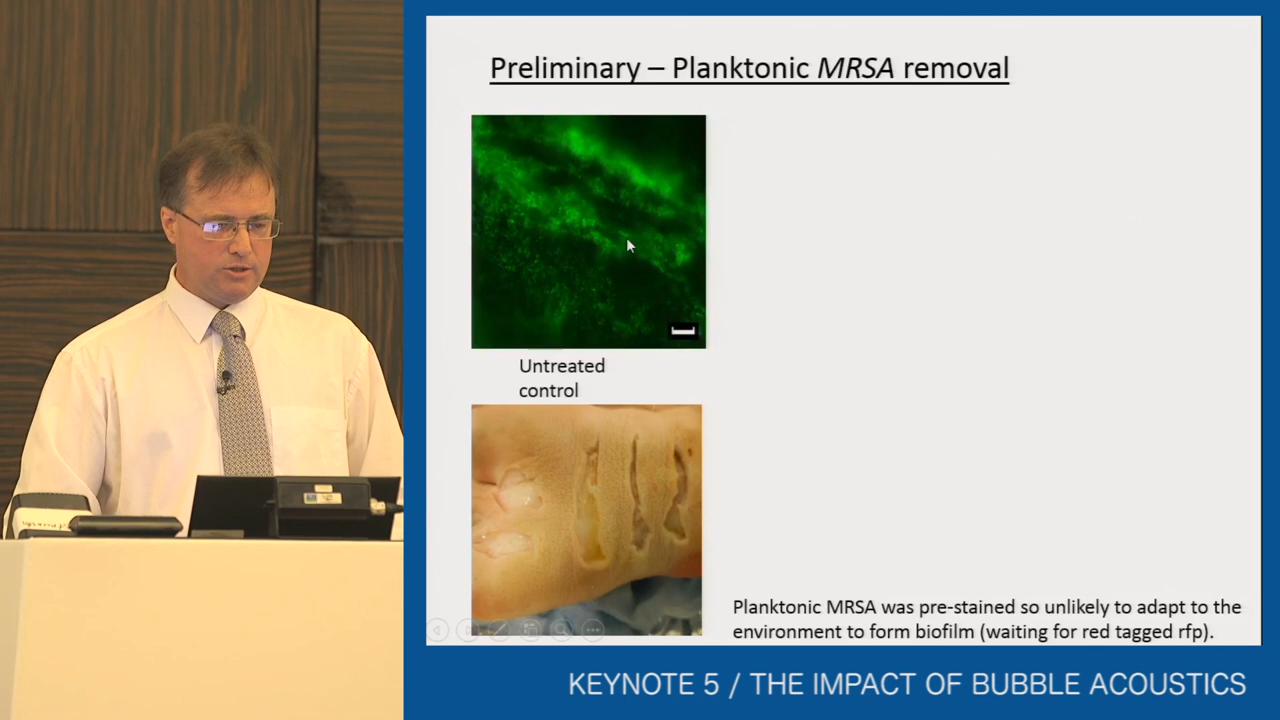 Preliminary – Planktonic MRSA removal
Untreated
control
Planktonic MRSA was pre-stained so unlikely to adapt to the
environment to form biofilm (waiting for red tagged rfp).
KEYNOTE 5 / THE IMPACT OF BUBBLE ACOUSTICS